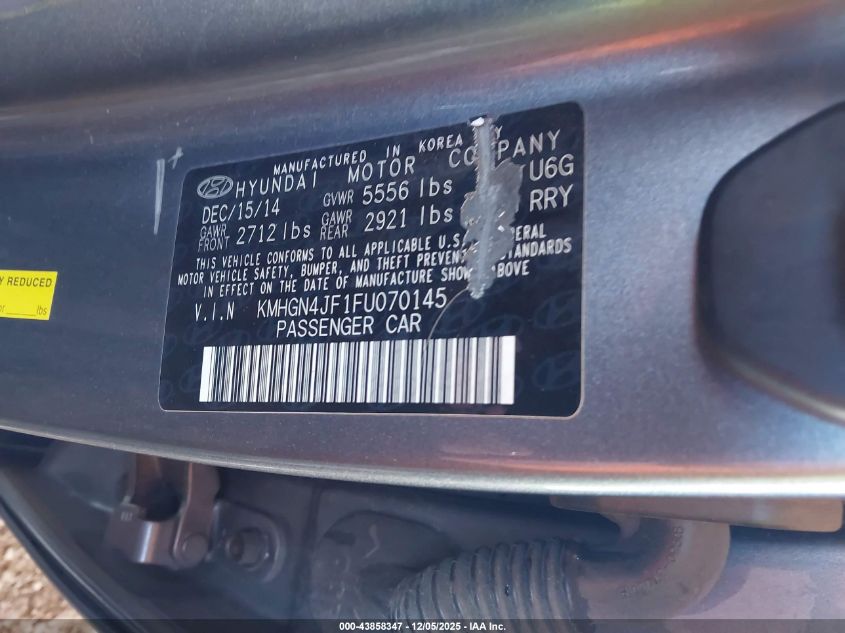 MANUFACTURED IN KOREA BY
HYUNDAI MOTOR COMPANY
DEC/15/14 GVWR 5556 lbs U6G
GAWR FRONT 2712 lbs GAWR REAR 2921 lbs RRY
THIS VEHICLE CONFORMS TO ALL APPLICABLE U.S. FEDERAL
MOTOR VEHICLE SAFETY, BUMPER, AND THEFT PREVEN STANDARDS
IN EFFECT ON THE DATE OF MANUFACTURE SHOWN ABOVE
V.I.N KMHGN4JF1FU070145
PASSENGER CAR
REDUCED
lbs
000-43858347 | 12/05/2025 - IAA Inc.